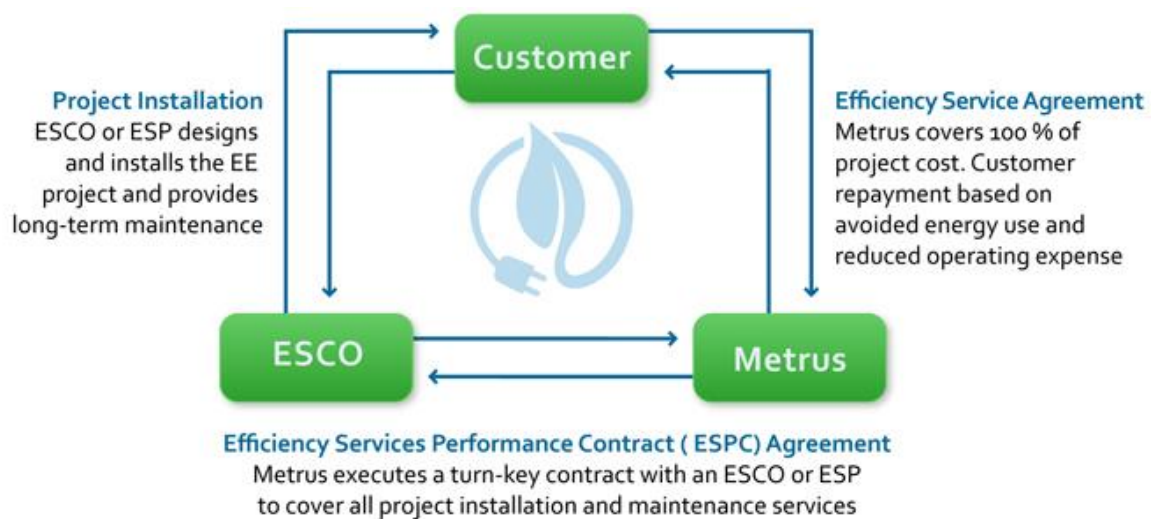 Customer
Project Installation
ESCO or ESP designs
and installs the EE
project and provides
long-term maintenance
Efficiency Service Agreement
Metrus covers 100 % of
project cost. Customer
repayment based on
avoided energy use and
reduced operating expense
ESCO
Metrus
Efficiency Services Performance Contract ( ESPC) Agreement
Metrus executes a turn-key contract with an ESCO or ESP
to cover all project installation and maintenance services